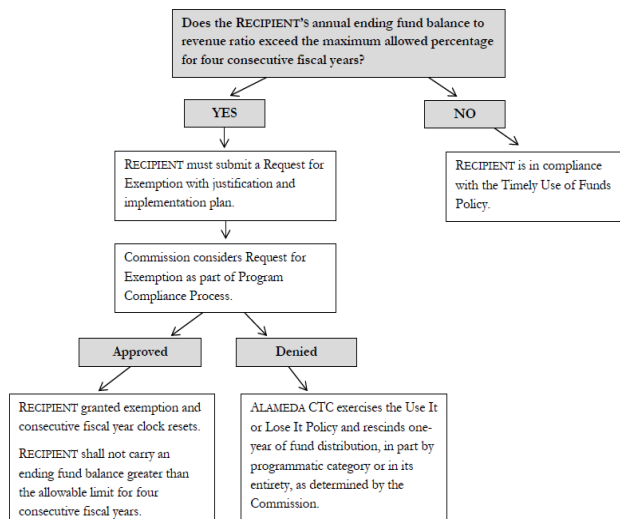 Does the RECIPIENT'S annual ending fund balance to
revenue ratio exceed the maximum allowed percentage
for four consecutive fiscal years?
YES
NO
RECIPIENT must submit a Request for
Exemption with justification and
implementation plan.
RECIPIENT is in compliance
with the Timely Use of Funds
Policy.
Commission considers Request for
Exemption as part of Program
Compliance Process.
Approved
Denied
RECIPIENT granted exemption and
consecutive fiscal year clock resets.
RECIPIENT shall not carry an
ending fund balance greater than
the allowable limit for four
consecutive fiscal years.
ALAMEDA CTC exercises the Use It
or Lose It Policy and rescinds one-
year of fund distribution, in part by
programmatic category or in its
entirety, as determined by the
Commission.